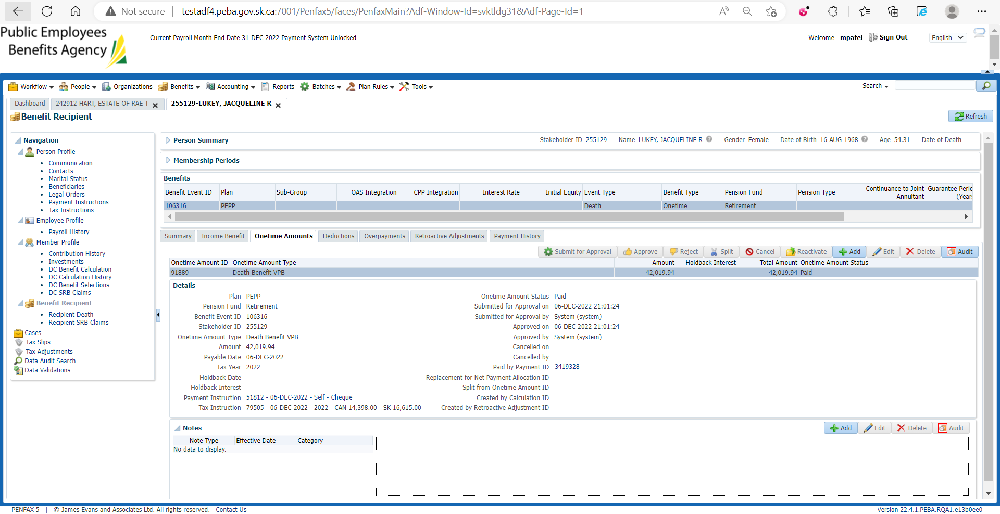 Not secure | testadf4.peba.gov.sk.ca:7001/Penfax5/faces/PenfaxMain?Adf-Window-Id=svktldg31&Adf-Page-Id=1
Public Employees
Benefits Agency
Current Payroll Month End Date 31-DEC-2022 Payment System Unlocked
Welcome mpatel Sign Out English
Workflow People Organizations Benefits Accounting Reports Batches Plan Rules Tools Search
Dashboard 242912-HART, ESTATE OF RAE T 255129-LUKEY, JACQUELINE R
Benefit Recipient Refresh
Navigation
Person Profile
Communication
Contacts
Marital Status
Beneficiaries
Legal Orders
Payment Instructions
Tax Instructions
Employee Profile
Payroll History
Member Profile
Contribution History
Investments
DC Benefit Calculation
DC Calculation History
DC Benefit Selections
DC SRB Claims
Benefit Recipient
Recipient Death
Recipient SRB Claims
Cases
Tax Slips
Tax Adjustments
Data Audit Search
Data Validations
Person Summary Stakeholder ID 255129 Name LUKEY, JACQUELINE R Gender Female Date of Birth 16-AUG-1968 Age 54.31 Date of Death
Membership Periods
Benefits
Benefit Event ID Plan Sub-Group OAS Integration CPP Integration Interest Rate Initial Equity Event Type Benefit Type Pension Fund Pension Type Continuance to Joint Annuitant Guarantee Peric (Year
106316 PEPP Death Onetime Retirement
Summary Income Benefit Onetime Amounts Deductions Overpayments Retroactive Adjustments Payment History
Submit for Approval Approve Reject Split Cancel Reactivate Add Edit Delete Audit
Onetime Amount ID Onetime Amount Type Amount Holdback Interest Total Amount Onetime Amount Status
91889 Death Benefit VPB 42,019.94 42,019.94 Paid
Details
Plan PEPP Onetime Amount Status Paid
Pension Fund Retirement Submitted for Approval on 06-DEC-2022 21:01:24
Benefit Event ID 106316 Submitted for Approval by System (system)
Stakeholder ID 255129 Approved on 06-DEC-2022 21:01:24
Onetime Amount Type Death Benefit VPB Approved by System (system)
Amount 42,019.94 Cancelled on
Payable Date 06-DEC-2022 Cancelled by
Tax Year 2022 Paid by Payment ID 3419328
Holdback Date Replacement for Net Payment Allocation ID
Holdback Interest Split from Onetime Amount ID
Payment Instruction 51812 - 06-DEC-2022 - Self - Cheque Created by Calculation ID
Tax Instruction 79505 - 06-DEC-2022 - 2022 - CAN 14,398.00 - SK 16,615.00 Created by Retroactive Adjustment ID
Notes Add Edit Delete Audit
Note Type Effective Date Category
No data to display.
PENFAX 5 | © James Evans and Associates Ltd. All rights reserved. Contact Us Version 22.4.1.PEBA.RQA1.e13b0ee0